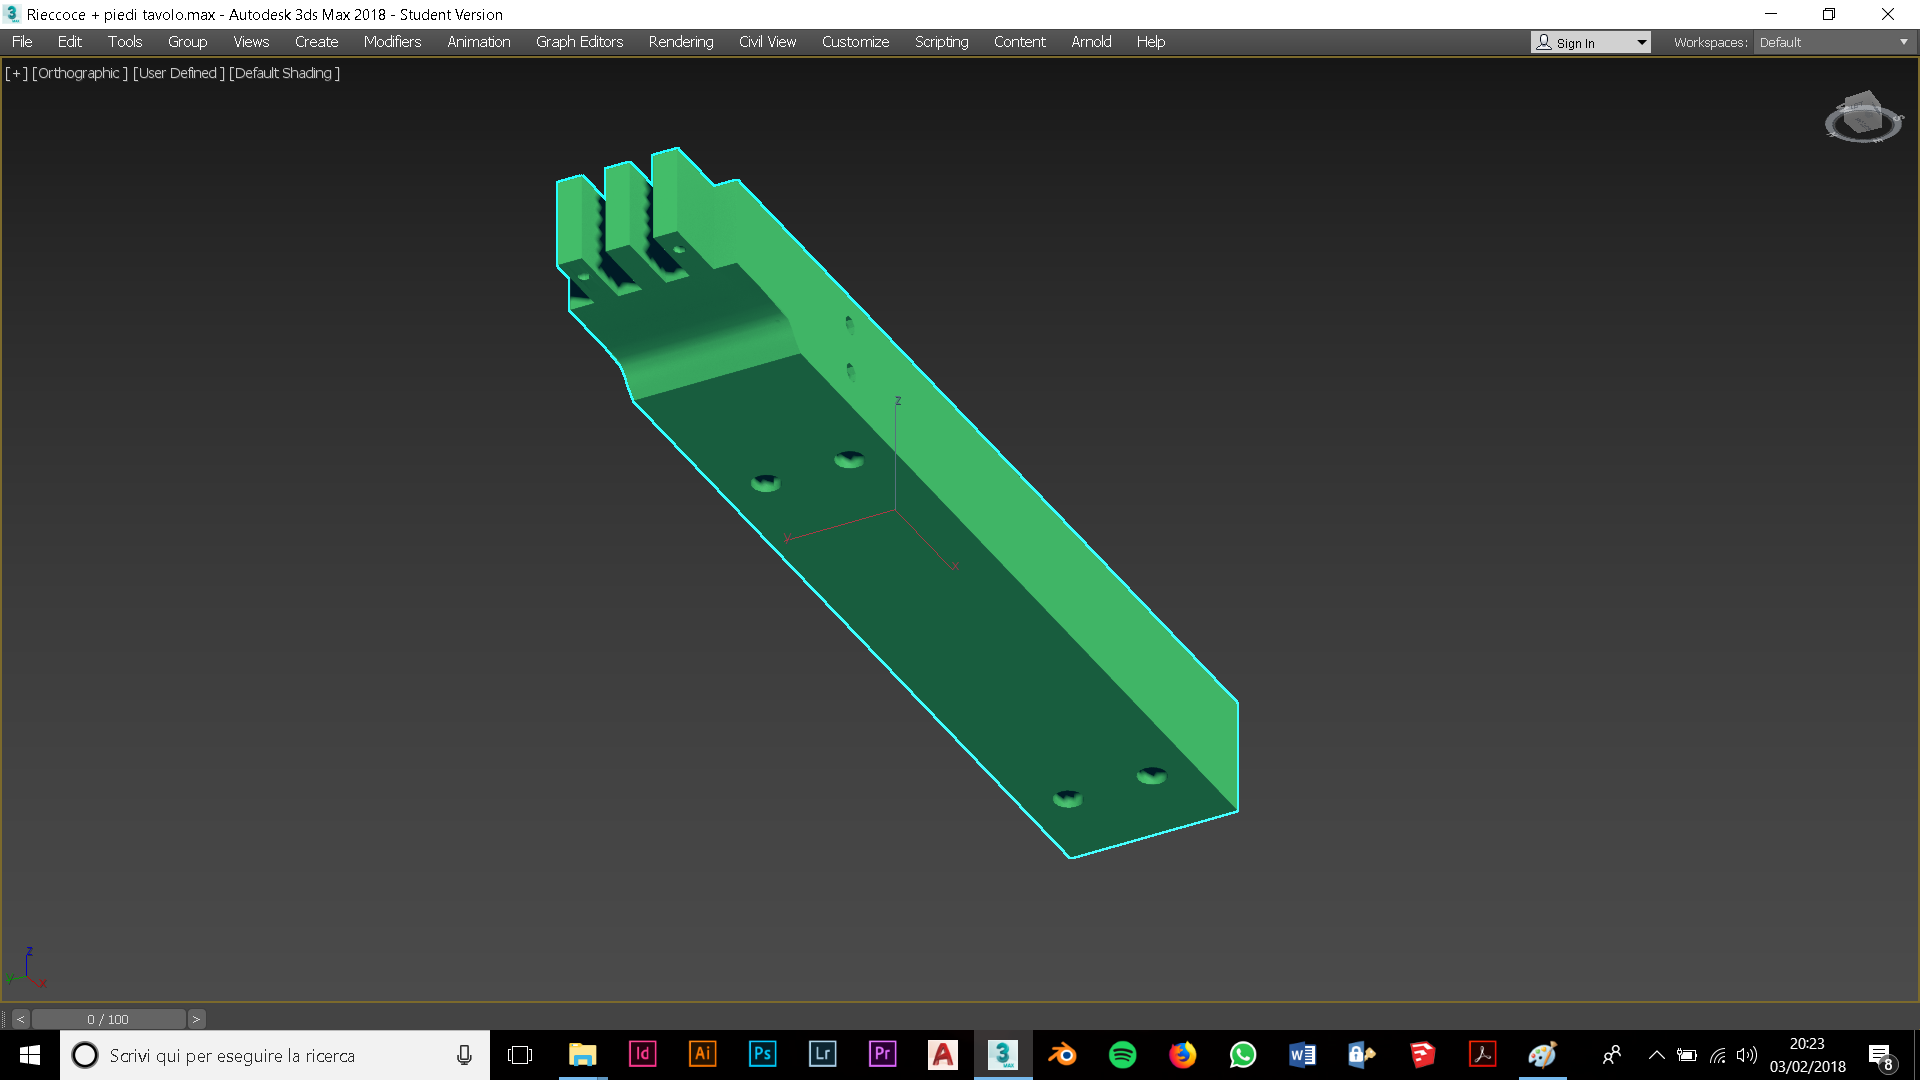 Rieccoce + piedi tavolo.max - Autodesk 3ds Max 2018 - Student Version
File Edit Tools Group Views Create Modifiers Animation Graph Editors Rendering Civil View Customize Scripting Content Arnold Help Sign In Workspaces: Default
[+] [Orthographic ] [User Defined ] [Default Shading ]
z
y
x
z
y
x
< 0 / 100 >
Scrivi qui per eseguire la ricerca
Id Ai Ps Lr Pr A 3 MAX W
20:23
03/02/2018
8